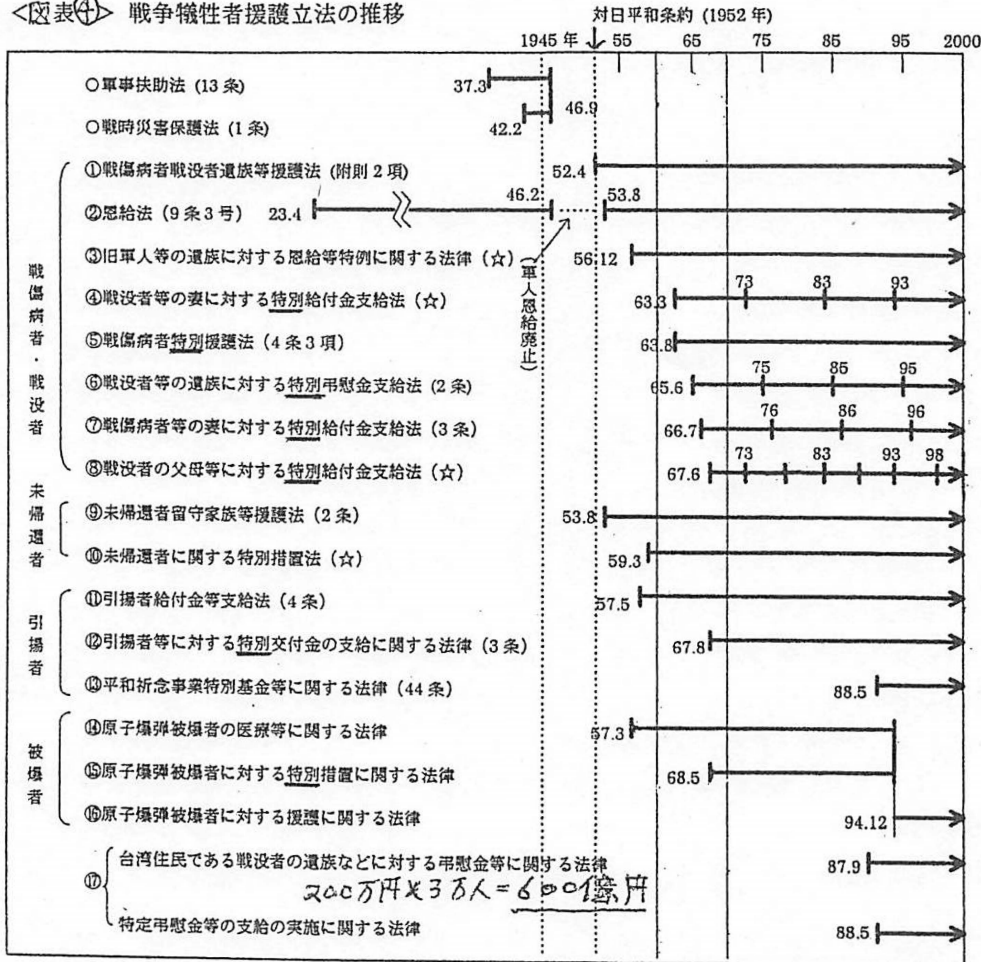 <図表④> 戦争犠牲者援護立法の推移
対日平和条約 (1952 年)
1945 年 55 65 75 85 95 2000
○軍事扶助法 (13 条) 37.3 46.9
○戦時災害保護法 (1 条) 42.2
戦傷病者・戦没者
①戦傷病者戦没者遺族等援護法 (附則 2 項) 52.4
②恩給法 (9 条 3 号) 23.4 46.2 53.8
(軍人恩給廃止)
③旧軍人等の遺族に対する恩給等特例に関する法律 (☆) 56.12
④戦没者等の妻に対する特別給付金支給法 (☆) 63.3 73 83 93
⑤戦傷病者特別援護法 (4 条 3 項) 63.8
⑥戦没者等の遺族に対する特別弔慰金支給法 (2 条) 65.6 75 85 95
⑦戦傷病者等の妻に対する特別給付金支給法 (3 条) 66.7 76 86 96
⑧戦没者の父母等に対する特別給付金支給法 (☆) 67.6 73 83 93 98
未帰還者
⑨未帰還者留守家族等援護法 (2 条) 53.8
⑩未帰還者に関する特別措置法 (☆) 59.3
引揚者
⑪引揚者給付金等支給法 (4 条) 57.5
⑫引揚者等に対する特別交付金の支給に関する法律 (3 条) 67.8
⑬平和祈念事業特別基金等に関する法律 (44 条) 88.5
被爆者
⑭原子爆弾被爆者の医療等に関する法律 57.3
⑮原子爆弾被爆者に対する特別措置に関する法律 68.5
⑯原子爆弾被爆者に対する援護に関する法律 94.12
⑰
台湾住民である戦没者の遺族などに対する弔慰金等に関する法律 87.9
200万円×3万人=600億円
特定弔慰金等の支給の実施に関する法律 88.5